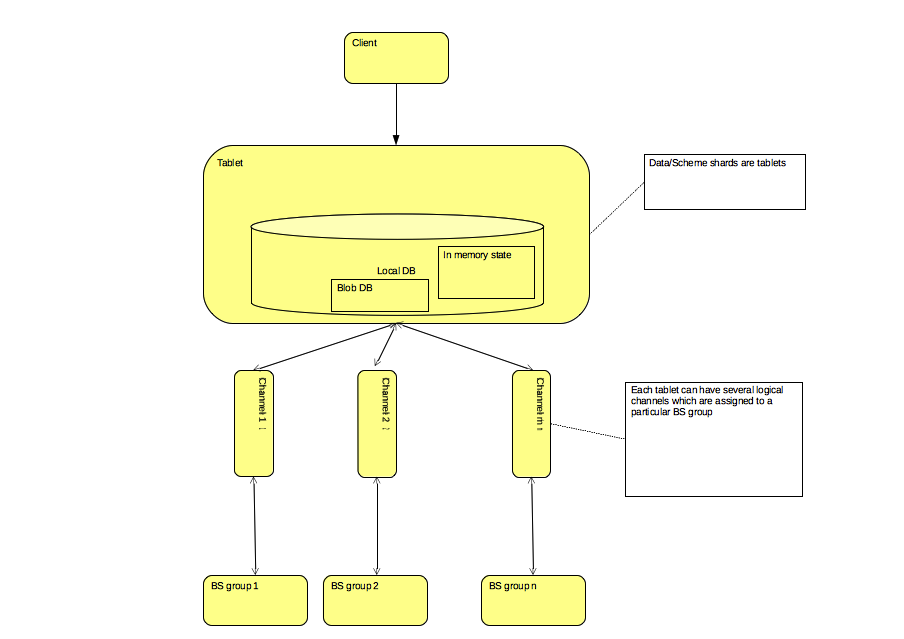 Client
Tablet
Data/Scheme shards are tablets
In memory state
Local DB
Blob DB
Channel 1
Channel 2
Channel m
Each tablet can have several logical
channels which are assigned to a
particular BS group
BS group 1
BS group 2
BS group n